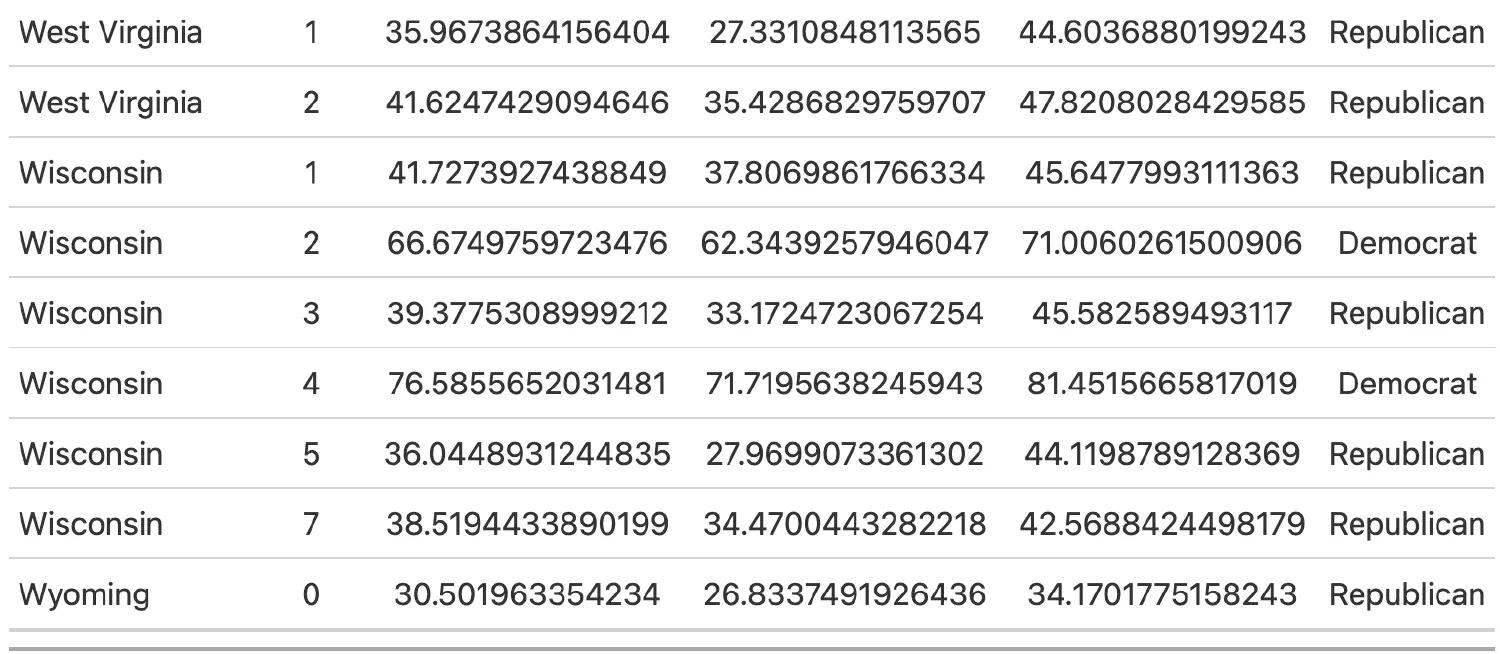 West Virginia 1 35.9673864156404 27.3310848113565 44.6036880199243 Republican
West Virginia 2 41.6247429094646 35.4286829759707 47.8208028429585 Republican
Wisconsin 1 41.7273927438849 37.8069861766334 45.6477993111363 Republican
Wisconsin 2 66.6749759723476 62.3439257946047 71.0060261500906 Democrat
Wisconsin 3 39.3775308999212 33.1724723067254 45.582589493117 Republican
Wisconsin 4 76.5855652031481 71.7195638245943 81.4515665817019 Democrat
Wisconsin 5 36.0448931244835 27.9699073361302 44.1198789128369 Republican
Wisconsin 7 38.5194433890199 34.4700443282218 42.5688424498179 Republican
Wyoming 0 30.501963354234 26.8337491926436 34.1701775158243 Republican